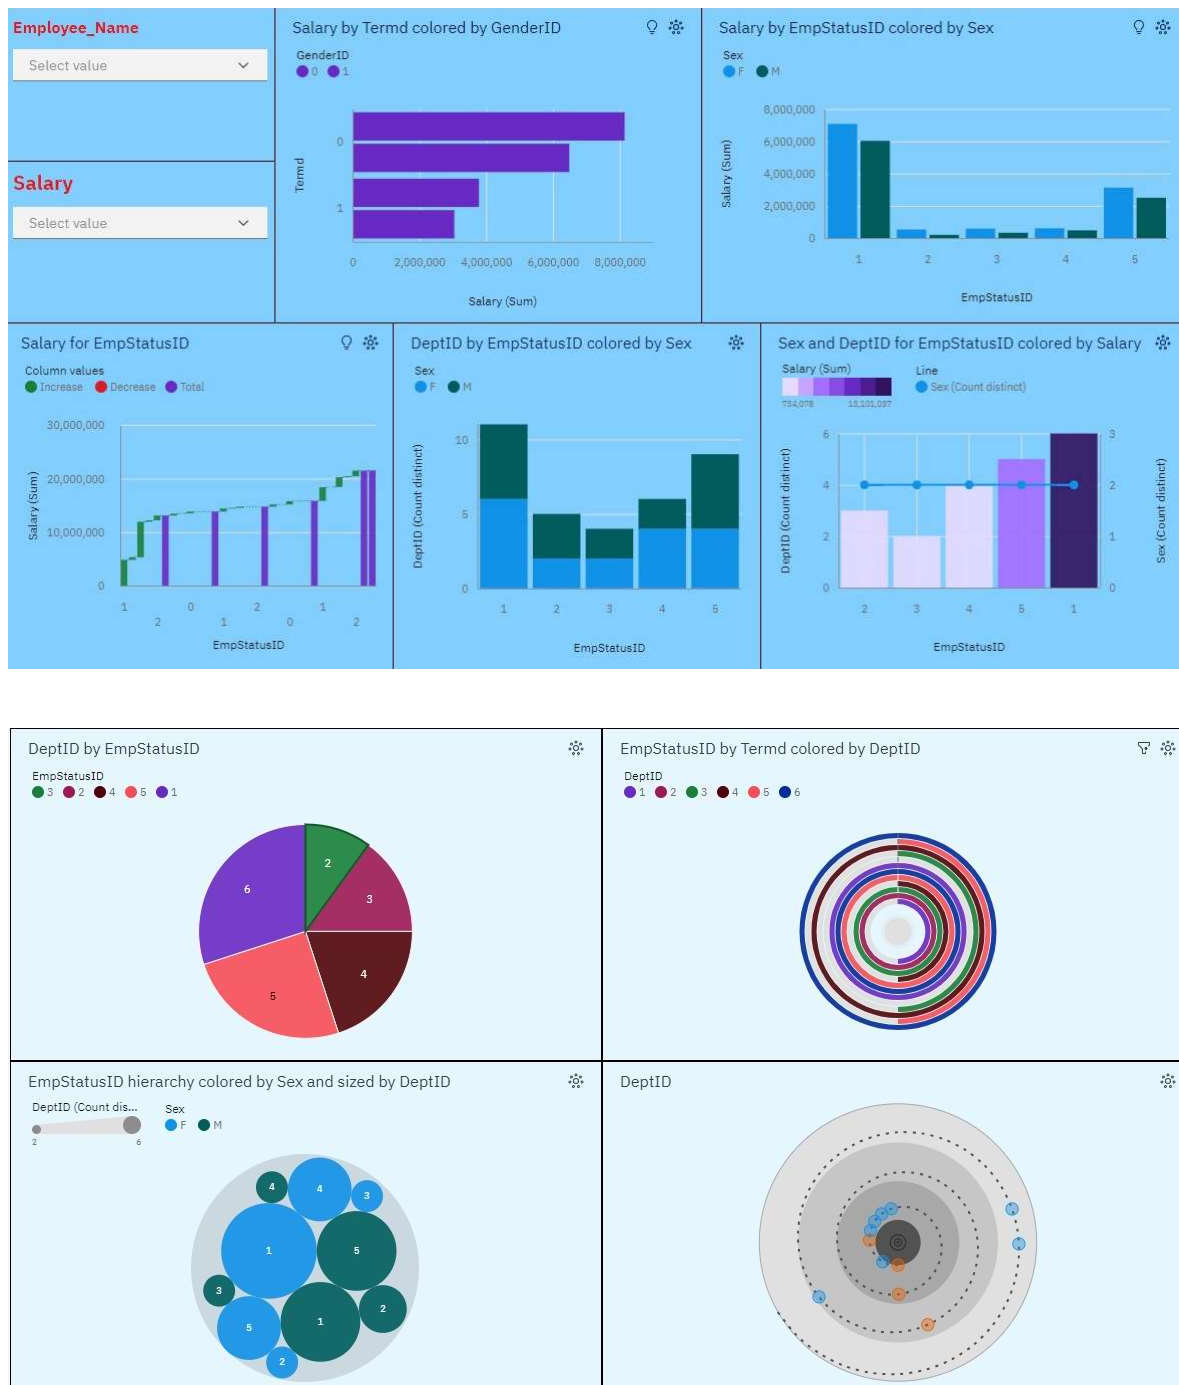 Employee_Name
Select value
Salary
Select value
Salary by Termd colored by GenderID
GenderID
0 1
Termd
0
1
0 2,000,000 4,000,000 6,000,000 8,000,000
Salary (Sum)
Salary by EmpStatusID colored by Sex
Sex
F M
Salary (Sum)
8,000,000
6,000,000
4,000,000
2,000,000
0
1 2 3 4 5
EmpStatusID
Salary for EmpStatusID
Column values
Increase Decrease Total
Salary (Sum)
30,000,000
20,000,000
10,000,000
0
1 0 2 1
2 1 0 2
EmpStatusID
DeptID by EmpStatusID colored by Sex
Sex
F M
DeptID (Count distinct)
10
5
0
1 2 3 4 5
EmpStatusID
Sex and DeptID for EmpStatusID colored by Salary
Salary (Sum) Line
Sex (Count distinct)
734,078 13,101,037
DeptID (Count distinct)
6 3
4 2
2 1
0 0
Sex (Count distinct)
2 3 4 5 1
EmpStatusID
DeptID by EmpStatusID
EmpStatusID
3 2 4 5 1
2
6 3
4
5
EmpStatusID by Termd colored by DeptID
DeptID
1 2 3 4 5 6
EmpStatusID hierarchy colored by Sex and sized by DeptID
DeptID (Count dis... Sex
F M
2 6
4 4 3
1 5
3 2
5 1
2
DeptID